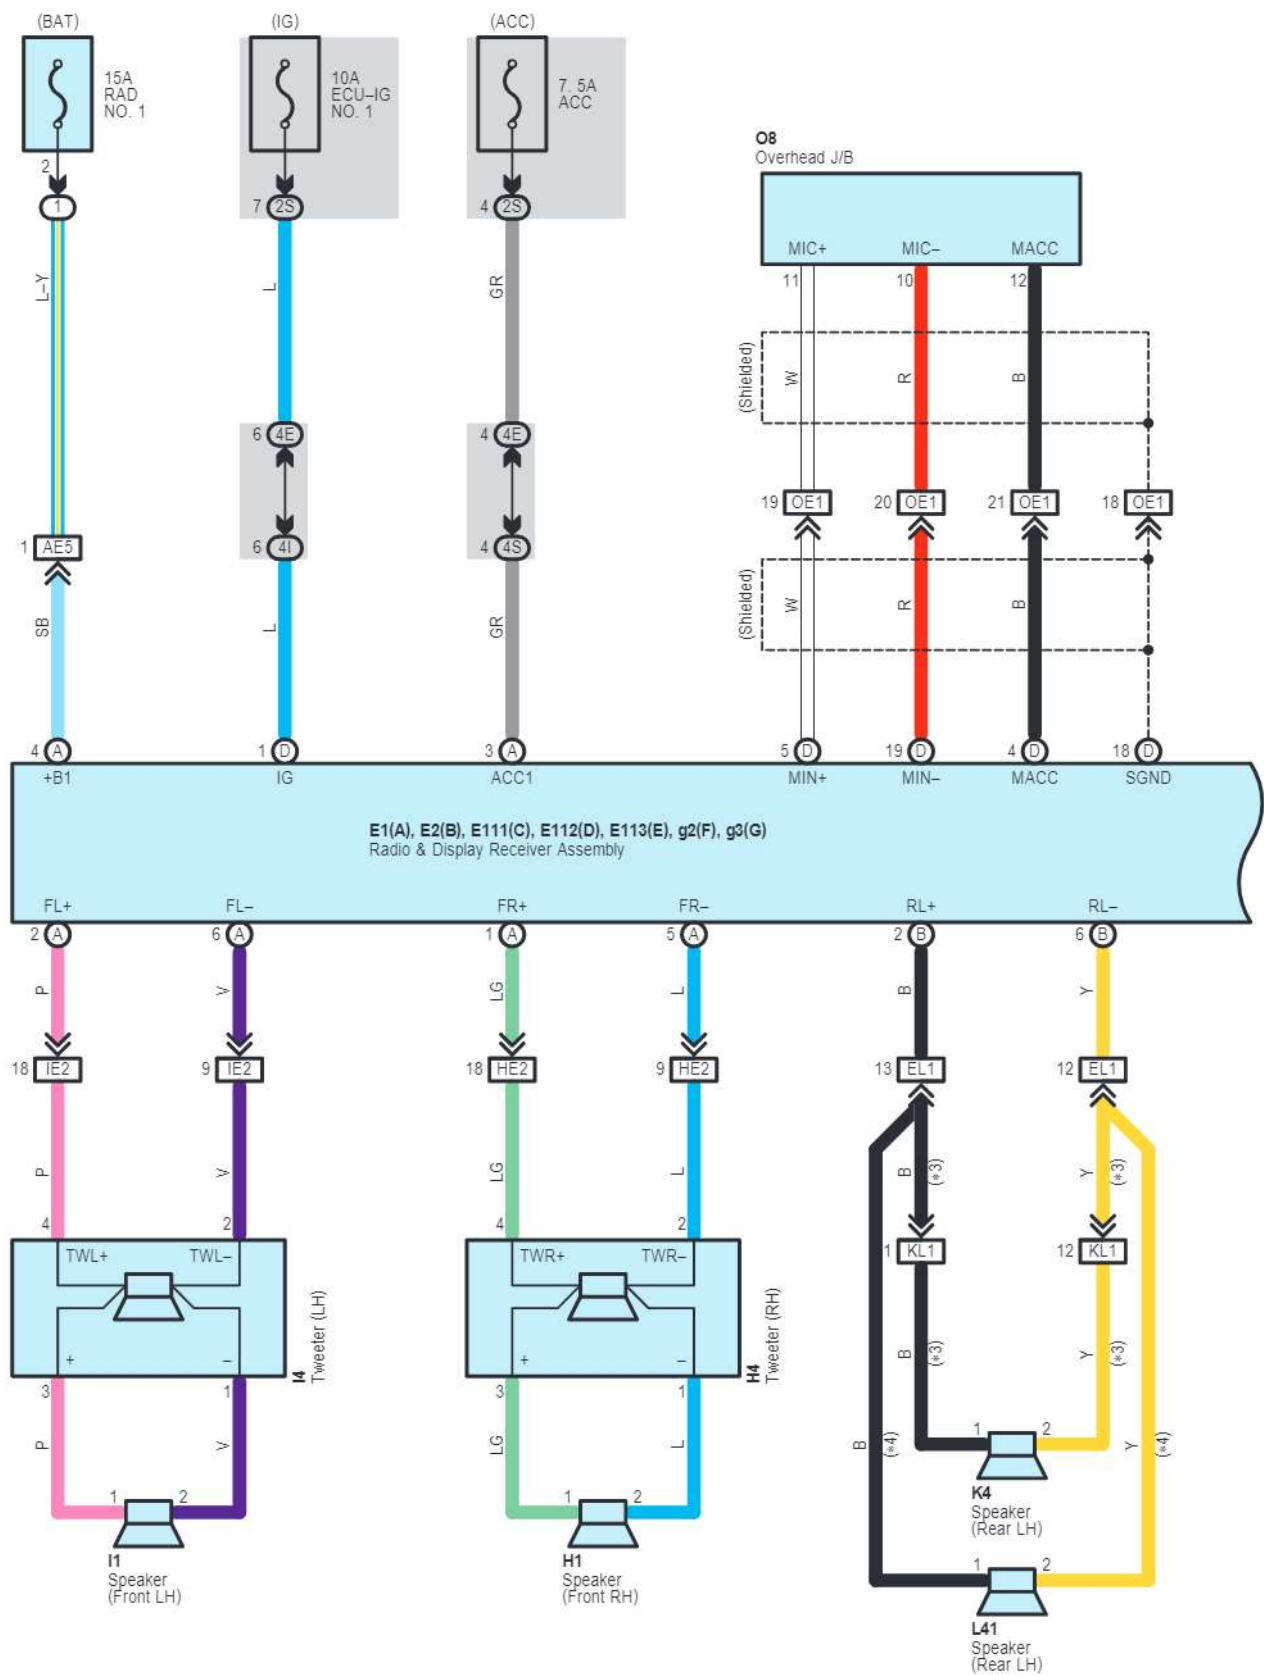 (BAT)
(IG)
(ACC)
15A
RAD
NO. 1
10A
ECU–IG
NO. 1
7. 5A
ACC
O8
Overhead J/B
2
1
7 2S
4 2S
MIC+ MIC– MACC
11 10 12
L–Y
L
GR
(Shielded)
W
R
B
6 4E
4 4E
19 OE1
20 OE1
21 OE1
18 OE1
1 AE5
6 4I
4 4S
SB
L
GR
(Shielded)
W
R
B
4 A
1 D
3 A
5 D
19 D
4 D
18 D
+B1 IG ACC1 MIN+ MIN– MACC SGND
E1(A), E2(B), E111(C), E112(D), E113(E), g2(F), g3(G)
Radio & Display Receiver Assembly
FL+ FL– FR+ FR– RL+ RL–
2 A
6 A
1 A
5 A
2 B
6 B
P
V
LG
L
B
Y
18 IE2
9 IE2
18 HE2
9 HE2
13 EL1
12 EL1
P
V
LG
L
B
(*3)
Y
(*3)
4 2
4 2
1 KL1
12 KL1
TWL+ TWL–
TWR+ TWR–
+ –
+ –
I4
Tweeter (LH)
H4
Tweeter (RH)
B
(*3)
Y
(*3)
3 1
3 1
P
V
LG
L
B
(*4)
Y
(*4)
1 2
K4
Speaker
(Rear LH)
1 2
I1
Speaker
(Front LH)
1 2
H1
Speaker
(Front RH)
1 2
L41
Speaker
(Rear LH)